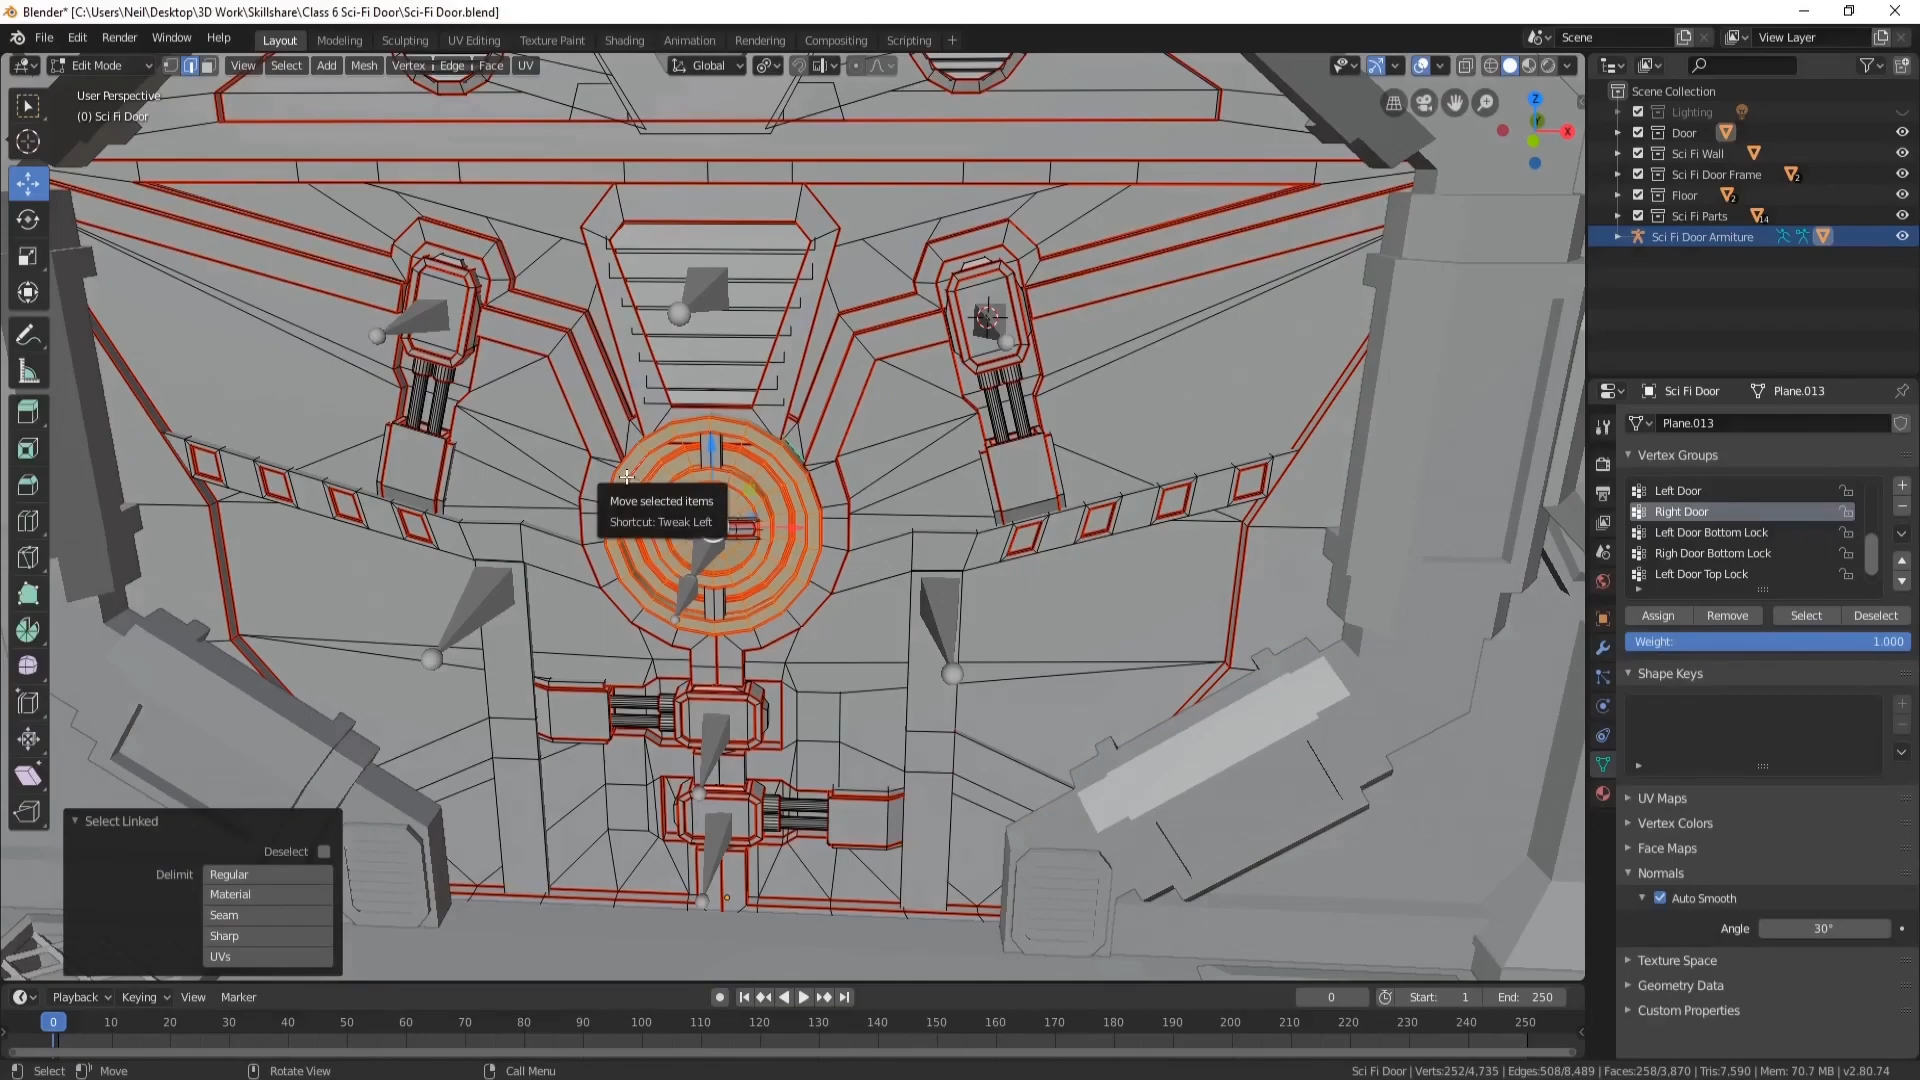 Blender* [C:\Users\Neil\Desktop\3D Work\Skillshare\Class 6 Sci-Fi Door\Sci-Fi Door.blend]
File Edit Render Window Help
Layout Modeling Sculpting UV Editing Texture Paint Shading Animation Rendering Compositing Scripting +
Scene
View Layer
Edit Mode
View Select Add Mesh Vertex Edge Face UV
Global
User Perspective
(0) Sci Fi Door
Z
Y
X
Move selected items
Shortcut: Tweak Left
Select Linked
Deselect
Delimit
Regular
Material
Seam
Sharp
UVs
Scene Collection
Lighting
Door
Sci Fi Wall
Sci Fi Door Frame 2
Floor 2
Sci Fi Parts 14
Sci Fi Door Armiture
Sci Fi Door Plane.013
Plane.013
Vertex Groups
Left Door
Right Door
Left Door Bottom Lock
Righ Door Bottom Lock
Left Door Top Lock
Assign Remove Select Deselect
Weight: 1.000
Shape Keys
UV Maps
Vertex Colors
Face Maps
Normals
Auto Smooth
Angle 30°
Texture Space
Geometry Data
Custom Properties
Playback Keying View Marker
0 Start: 1 End: 250
0 10 20 30 40 50 60 70 80 90 100 110 120 130 140 150 160 170 180 190 200 210 220 230 240 250
Select Move Rotate View Call Menu
Sci Fi Door | Verts:252/4,735 | Edges:508/8,489 | Faces:258/3,870 | Tris:7,590 | Mem: 70.7 MB | v2.80.74